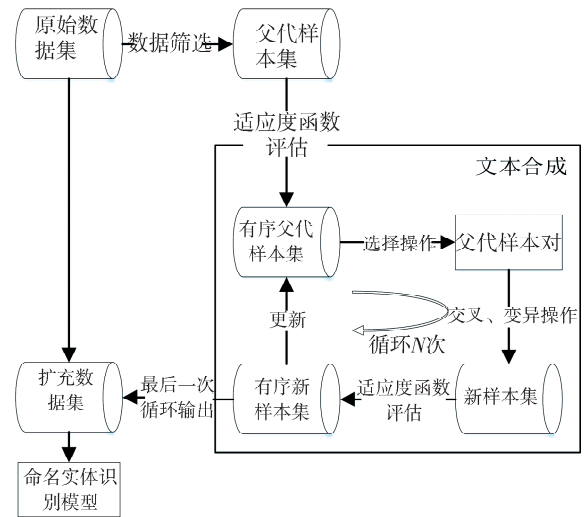 原始数
据集
数据筛选
父代样
本集
适应度函数
评估
文本合成
有序父代
样本集
选择操作
父代样本对
更新
交叉、变异操作
循环N次
扩充数
据集
最后一次
循环输出
有序新
样本集
适应度函数
评估
新样本集
命名实体识
别模型